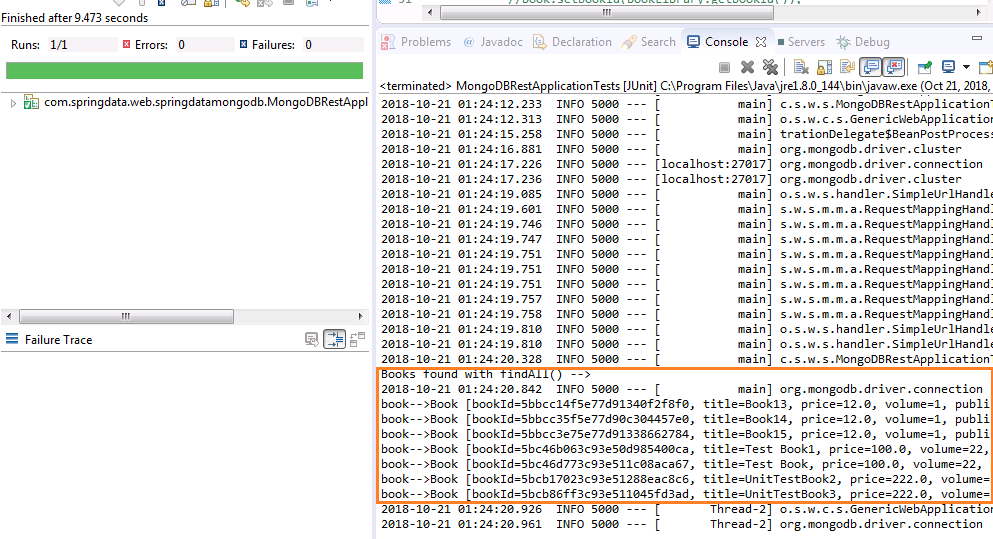 Finished after 9.473 seconds
Runs: 1/1 Errors: 0 Failures: 0
com.springdata.web.springdatamongodb.MongoDBRestAppl
Failure Trace
//book.setBookId(BookLibrary.getBookId());
Problems @ Javadoc Declaration Search Console Servers Debug
<terminated> MongoDBRestApplicationTests [JUnit] C:\Program Files\Java\jre1.8.0_144\bin\javaw.exe (Oct 21, 2018,
2018-10-21 01:24:12.233 INFO 5000 --- [ main] c.s.w.s.MongoDBRestApplicationT
2018-10-21 01:24:12.313 INFO 5000 --- [ main] o.s.w.c.s.GenericWebApplication
2018-10-21 01:24:15.258 INFO 5000 --- [ main] trationDelegate$BeanPostProcess
2018-10-21 01:24:16.881 INFO 5000 --- [ main] org.mongodb.driver.cluster
2018-10-21 01:24:17.226 INFO 5000 --- [localhost:27017] org.mongodb.driver.connection
2018-10-21 01:24:17.236 INFO 5000 --- [localhost:27017] org.mongodb.driver.cluster
2018-10-21 01:24:19.085 INFO 5000 --- [ main] o.s.w.s.handler.SimpleUrlHandle
2018-10-21 01:24:19.601 INFO 5000 --- [ main] s.w.s.m.m.a.RequestMappingHandl
2018-10-21 01:24:19.746 INFO 5000 --- [ main] s.w.s.m.m.a.RequestMappingHandl
2018-10-21 01:24:19.747 INFO 5000 --- [ main] s.w.s.m.m.a.RequestMappingHandl
2018-10-21 01:24:19.751 INFO 5000 --- [ main] s.w.s.m.m.a.RequestMappingHandl
2018-10-21 01:24:19.751 INFO 5000 --- [ main] s.w.s.m.m.a.RequestMappingHandl
2018-10-21 01:24:19.751 INFO 5000 --- [ main] s.w.s.m.m.a.RequestMappingHandl
2018-10-21 01:24:19.757 INFO 5000 --- [ main] s.w.s.m.m.a.RequestMappingHandl
2018-10-21 01:24:19.758 INFO 5000 --- [ main] s.w.s.m.m.a.RequestMappingHandl
2018-10-21 01:24:19.810 INFO 5000 --- [ main] o.s.w.s.handler.SimpleUrlHandle
2018-10-21 01:24:19.810 INFO 5000 --- [ main] o.s.w.s.handler.SimpleUrlHandle
2018-10-21 01:24:20.328 INFO 5000 --- [ main] c.s.w.s.MongoDBRestApplicationT
Books found with findAll() -->
2018-10-21 01:24:20.842 INFO 5000 --- [ main] org.mongodb.driver.connection
book-->Book [bookId=5bbcc14f5e77d91340f2f8f0, title=Book13, price=12.0, volume=1, publi
book-->Book [bookId=5bbcc35f5e77d90c304457e0, title=Book14, price=12.0, volume=1, publi
book-->Book [bookId=5bbcc3e75e77d91338662784, title=Book15, price=12.0, volume=1, publi
book-->Book [bookId=5bc46b063c93e50d985400ca, title=Test Book1, price=100.0, volume=22,
book-->Book [bookId=5bc46d773c93e511c08aca67, title=Test Book, price=100.0, volume=22,
book-->Book [bookId=5bcb17023c93e51288eac8c6, title=UnitTestBook2, price=222.0, volume=
book-->Book [bookId=5bcb86ff3c93e511045fd3ad, title=UnitTestBook3, price=222.0, volume=
2018-10-21 01:24:20.926 INFO 5000 --- [ Thread-2] o.s.w.c.s.GenericWebApplication
2018-10-21 01:24:20.961 INFO 5000 --- [ Thread-2] org.mongodb.driver.connection